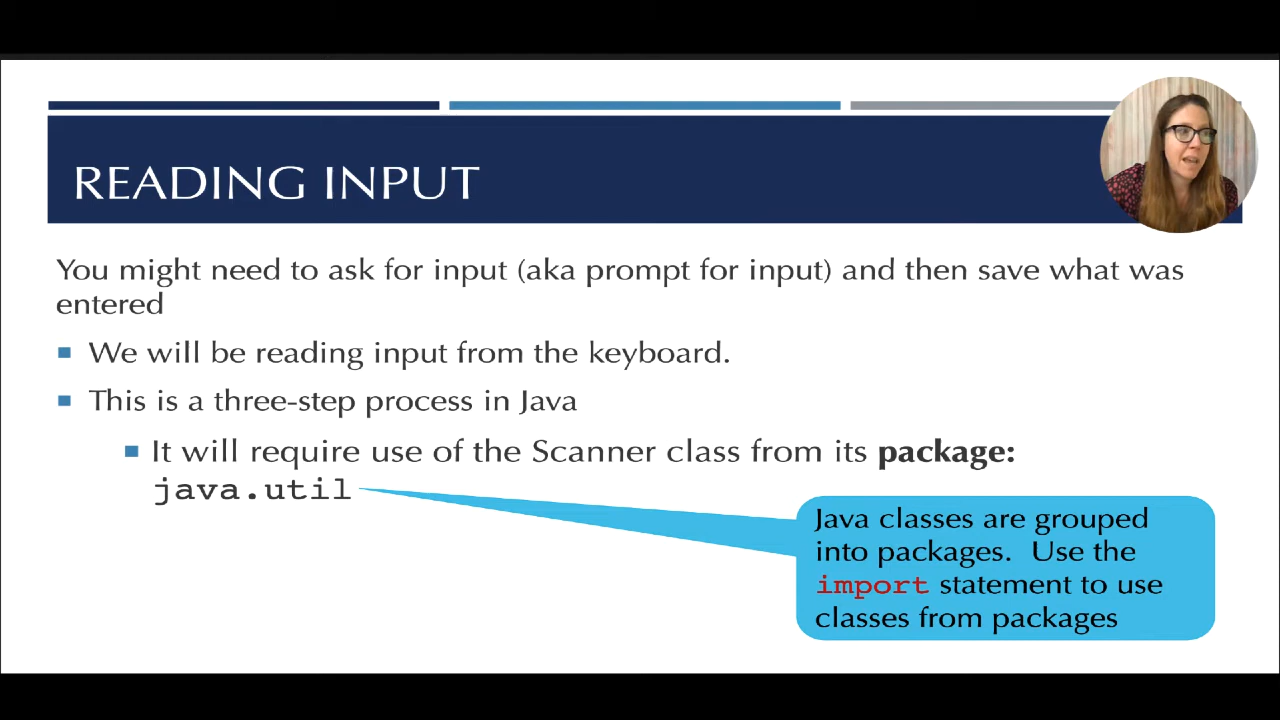 READING INPUT
You might need to ask for input (aka prompt for input) and then save what was
entered
We will be reading input from the keyboard.
This is a three-step process in Java
It will require use of the Scanner class from its package:
java.util
Java classes are grouped
into packages.  Use the
import statement to use
classes from packages